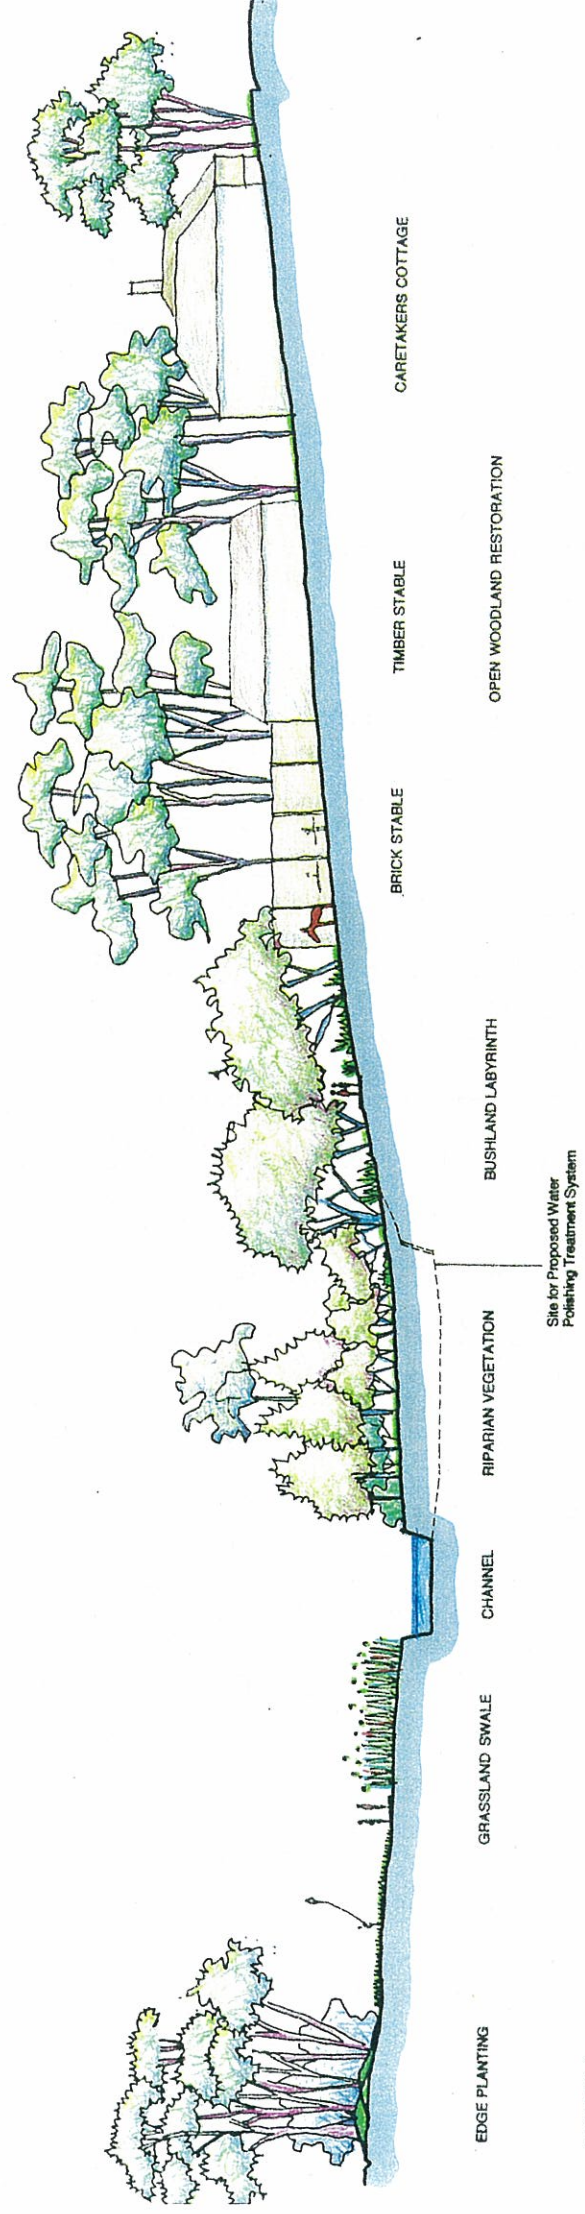 EDGE PLANTING
GRASSLAND SWALE
CHANNEL
RIPARIAN VEGETATION
Site for Proposed Water
Polishing Treatment System
BUSHLAND LABYRINTH
BRICK STABLE
TIMBER STABLE
OPEN WOODLAND RESTORATION
CARETAKERS COTTAGE